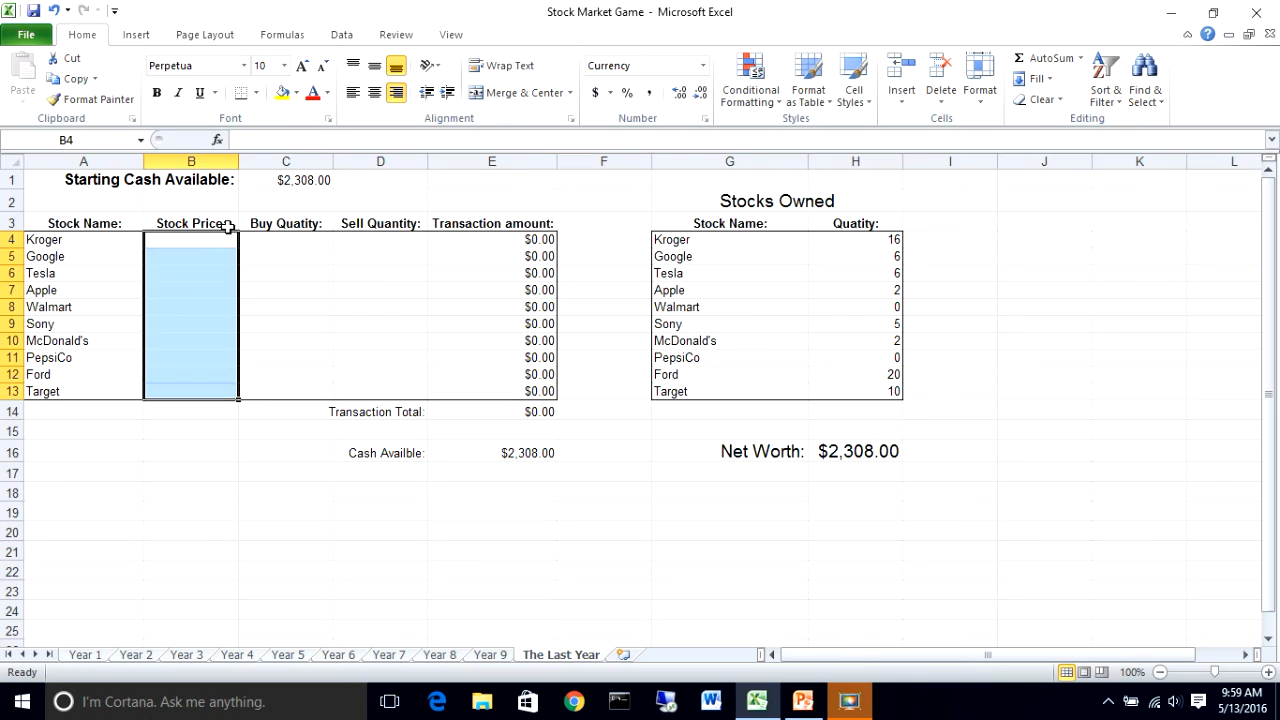 Stock Market Game - Microsoft Excel
File Home Insert Page Layout Formulas Data Review View
Cut
Copy
Format Painter
Paste
Clipboard
Perpetua 10
B I U
Font
Wrap Text
Merge & Center
Alignment
Currency
$ % ,
Number
Conditional Formatting
Format as Table
Cell Styles
Styles
Insert Delete Format
Cells
AutoSum
Fill
Clear
Sort & Filter
Find & Select
Editing
B4 fx
A B C D E F G H I J K L
1 Starting Cash Available: $2,308.00
2 Stocks Owned
3 Stock Name: Stock Price: Buy Quatity: Sell Quantity: Transaction amount: Stock Name: Quatity:
4 Kroger $0.00 Kroger 16
5 Google $0.00 Google 6
6 Tesla $0.00 Tesla 6
7 Apple $0.00 Apple 2
8 Walmart $0.00 Walmart 0
9 Sony $0.00 Sony 5
10 McDonald's $0.00 McDonald's 2
11 PepsiCo $0.00 PepsiCo 0
12 Ford $0.00 Ford 20
13 Target $0.00 Target 10
14 Transaction Total: $0.00
15
16 Cash Availble: $2,308.00 Net Worth: $2,308.00
17
18
19
20
21
22
23
24
25
Year 1 Year 2 Year 3 Year 4 Year 5 Year 6 Year 7 Year 8 Year 9 The Last Year
Ready 100%
I'm Cortana. Ask me anything.
9:59 AM
5/13/2016